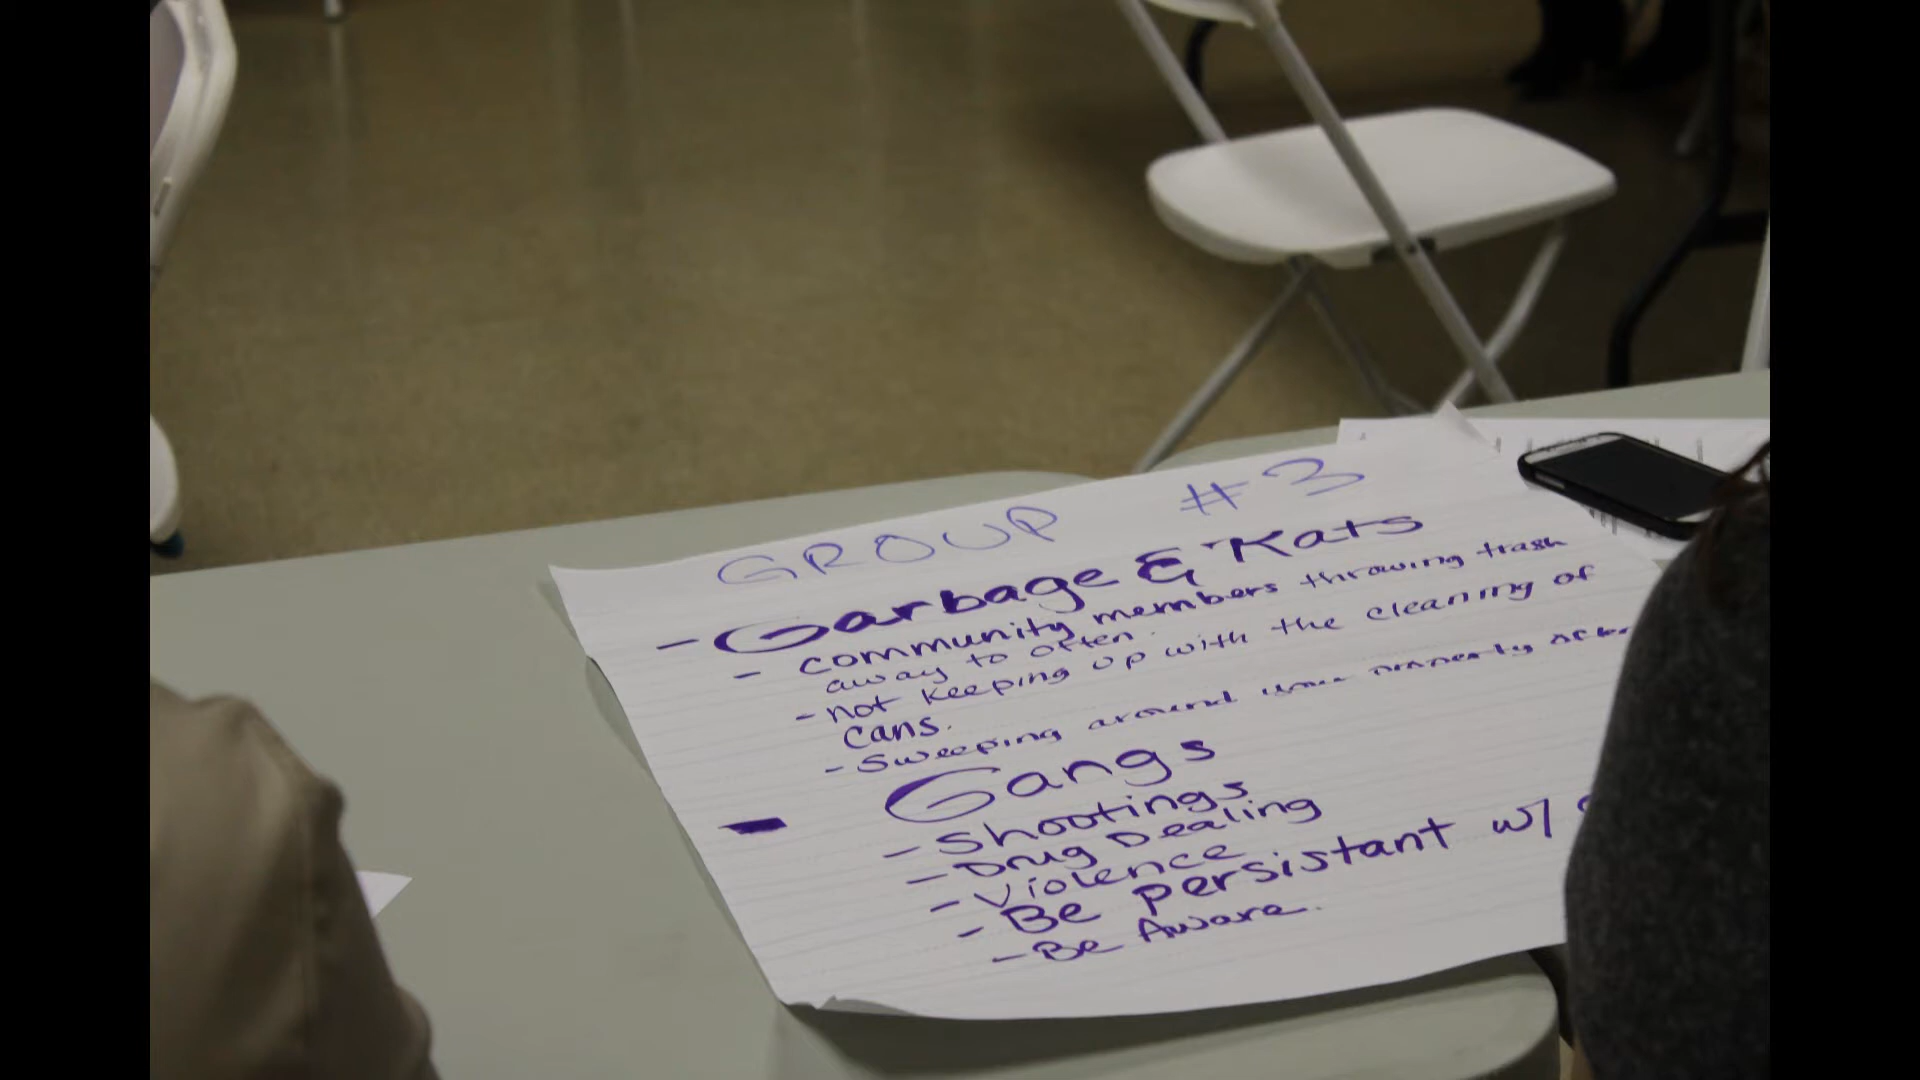 GROUP #3
- Garbage & Kats
- community members throwing trash
away to often.
- not keeping up with the cleaning of
cans.
- Sweeping around
- Gangs
- Shootings
- Drug Dealing
- Violence
- Be persistant w/
- Be Aware.